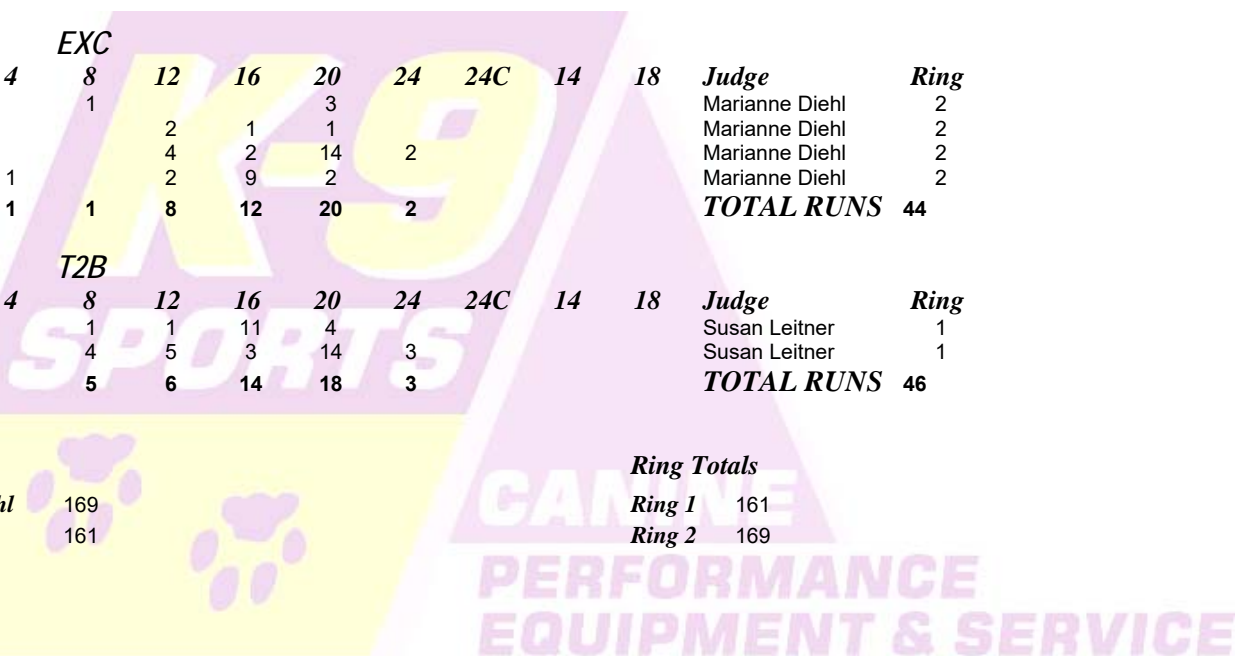 EXC
4 8 12 16 20 24 24C 14 18 Judge Ring
1 3 Marianne Diehl 2
2 1 1 Marianne Diehl 2
4 2 14 2 Marianne Diehl 2
1 2 9 2 Marianne Diehl 2
1 1 8 12 20 2 TOTAL RUNS 44
T2B
4 8 12 16 20 24 24C 14 18 Judge Ring
1 1 11 4 Susan Leitner 1
4 5 3 14 3 Susan Leitner 1
5 6 14 18 3 TOTAL RUNS 46
Ring Totals
hl 169 Ring 1 161
161 Ring 2 169
K-9
SPORTS
CANINE
PERFORMANCE
EQUIPMENT & SERVICE